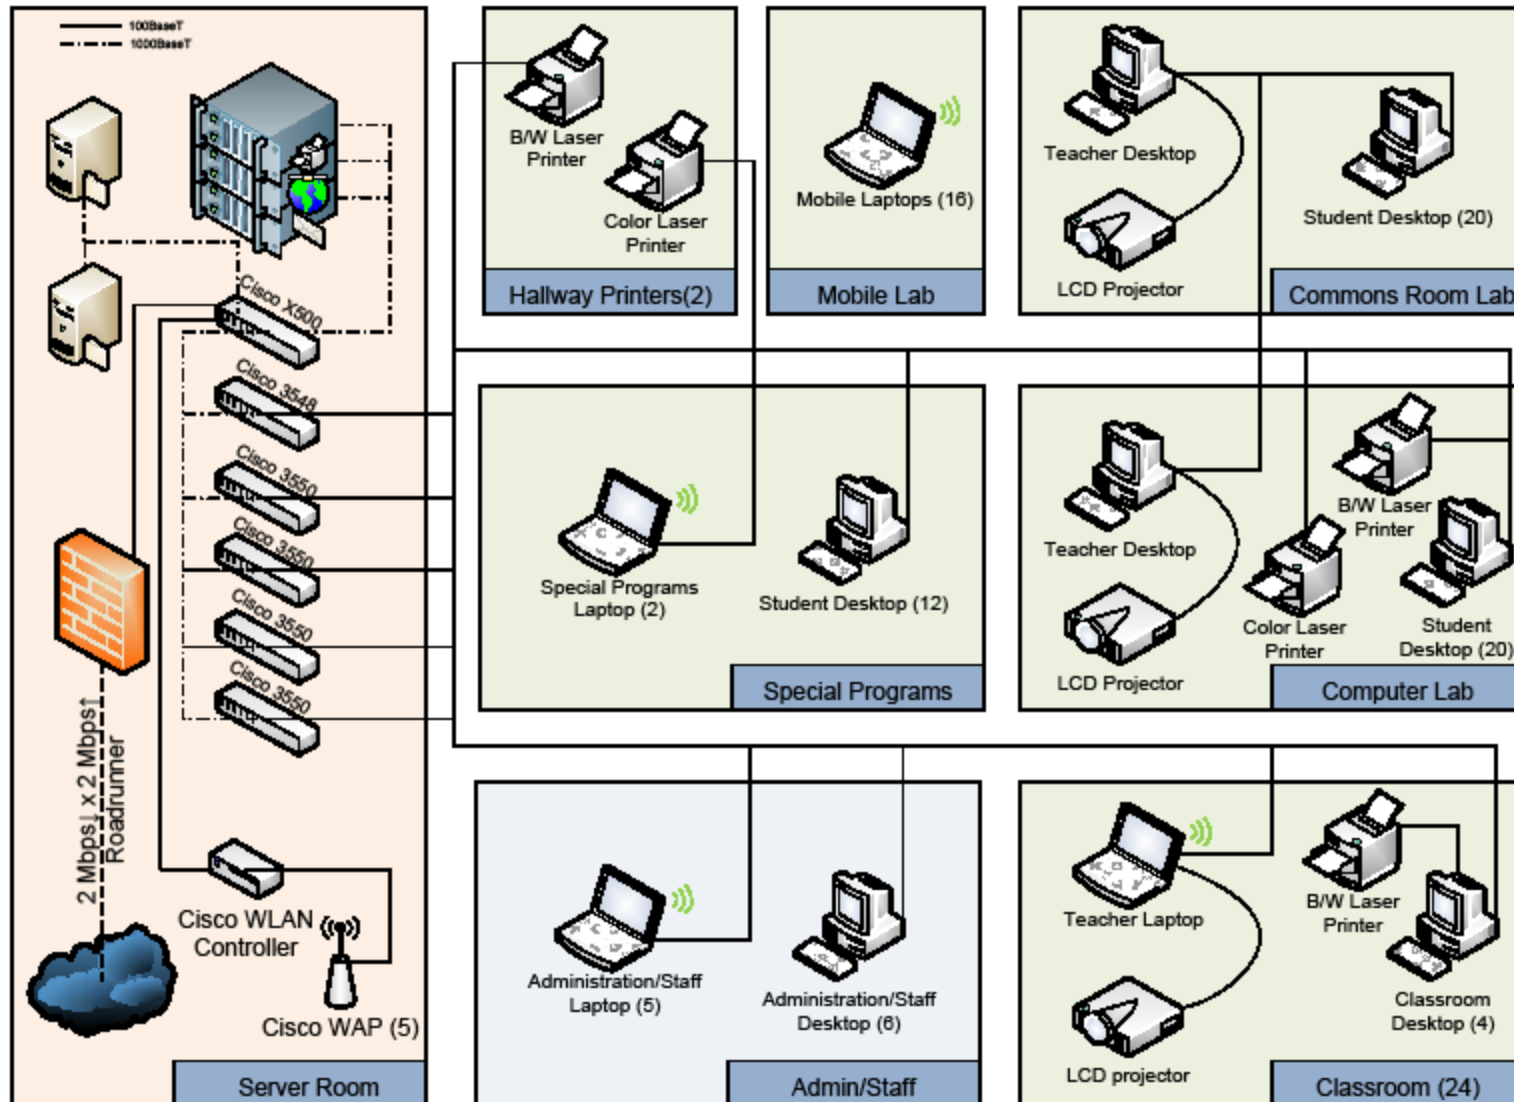 100BaseT
1000BaseT
Cisco X500
Cisco 3548
Cisco 3550
Cisco 3550
Cisco 3550
Cisco 3550
2 Mbps↓ x 2 Mbps↑
Roadrunner
Cisco WLAN
Controller
Cisco WAP (5)
Server Room
B/W Laser
Printer
Color Laser
Printer
Hallway Printers(2)
Mobile Laptops (16)
Mobile Lab
Teacher Desktop
LCD Projector
Student Desktop (20)
Commons Room Lab
Special Programs
Laptop (2)
Student Desktop (12)
Special Programs
Teacher Desktop
LCD Projector
B/W Laser
Printer
Color Laser
Printer
Student
Desktop (20)
Computer Lab
Administration/Staff
Laptop (5)
Administration/Staff
Desktop (6)
Admin/Staff
Teacher Laptop
LCD projector
B/W Laser
Printer
Classroom
Desktop (4)
Classroom (24)